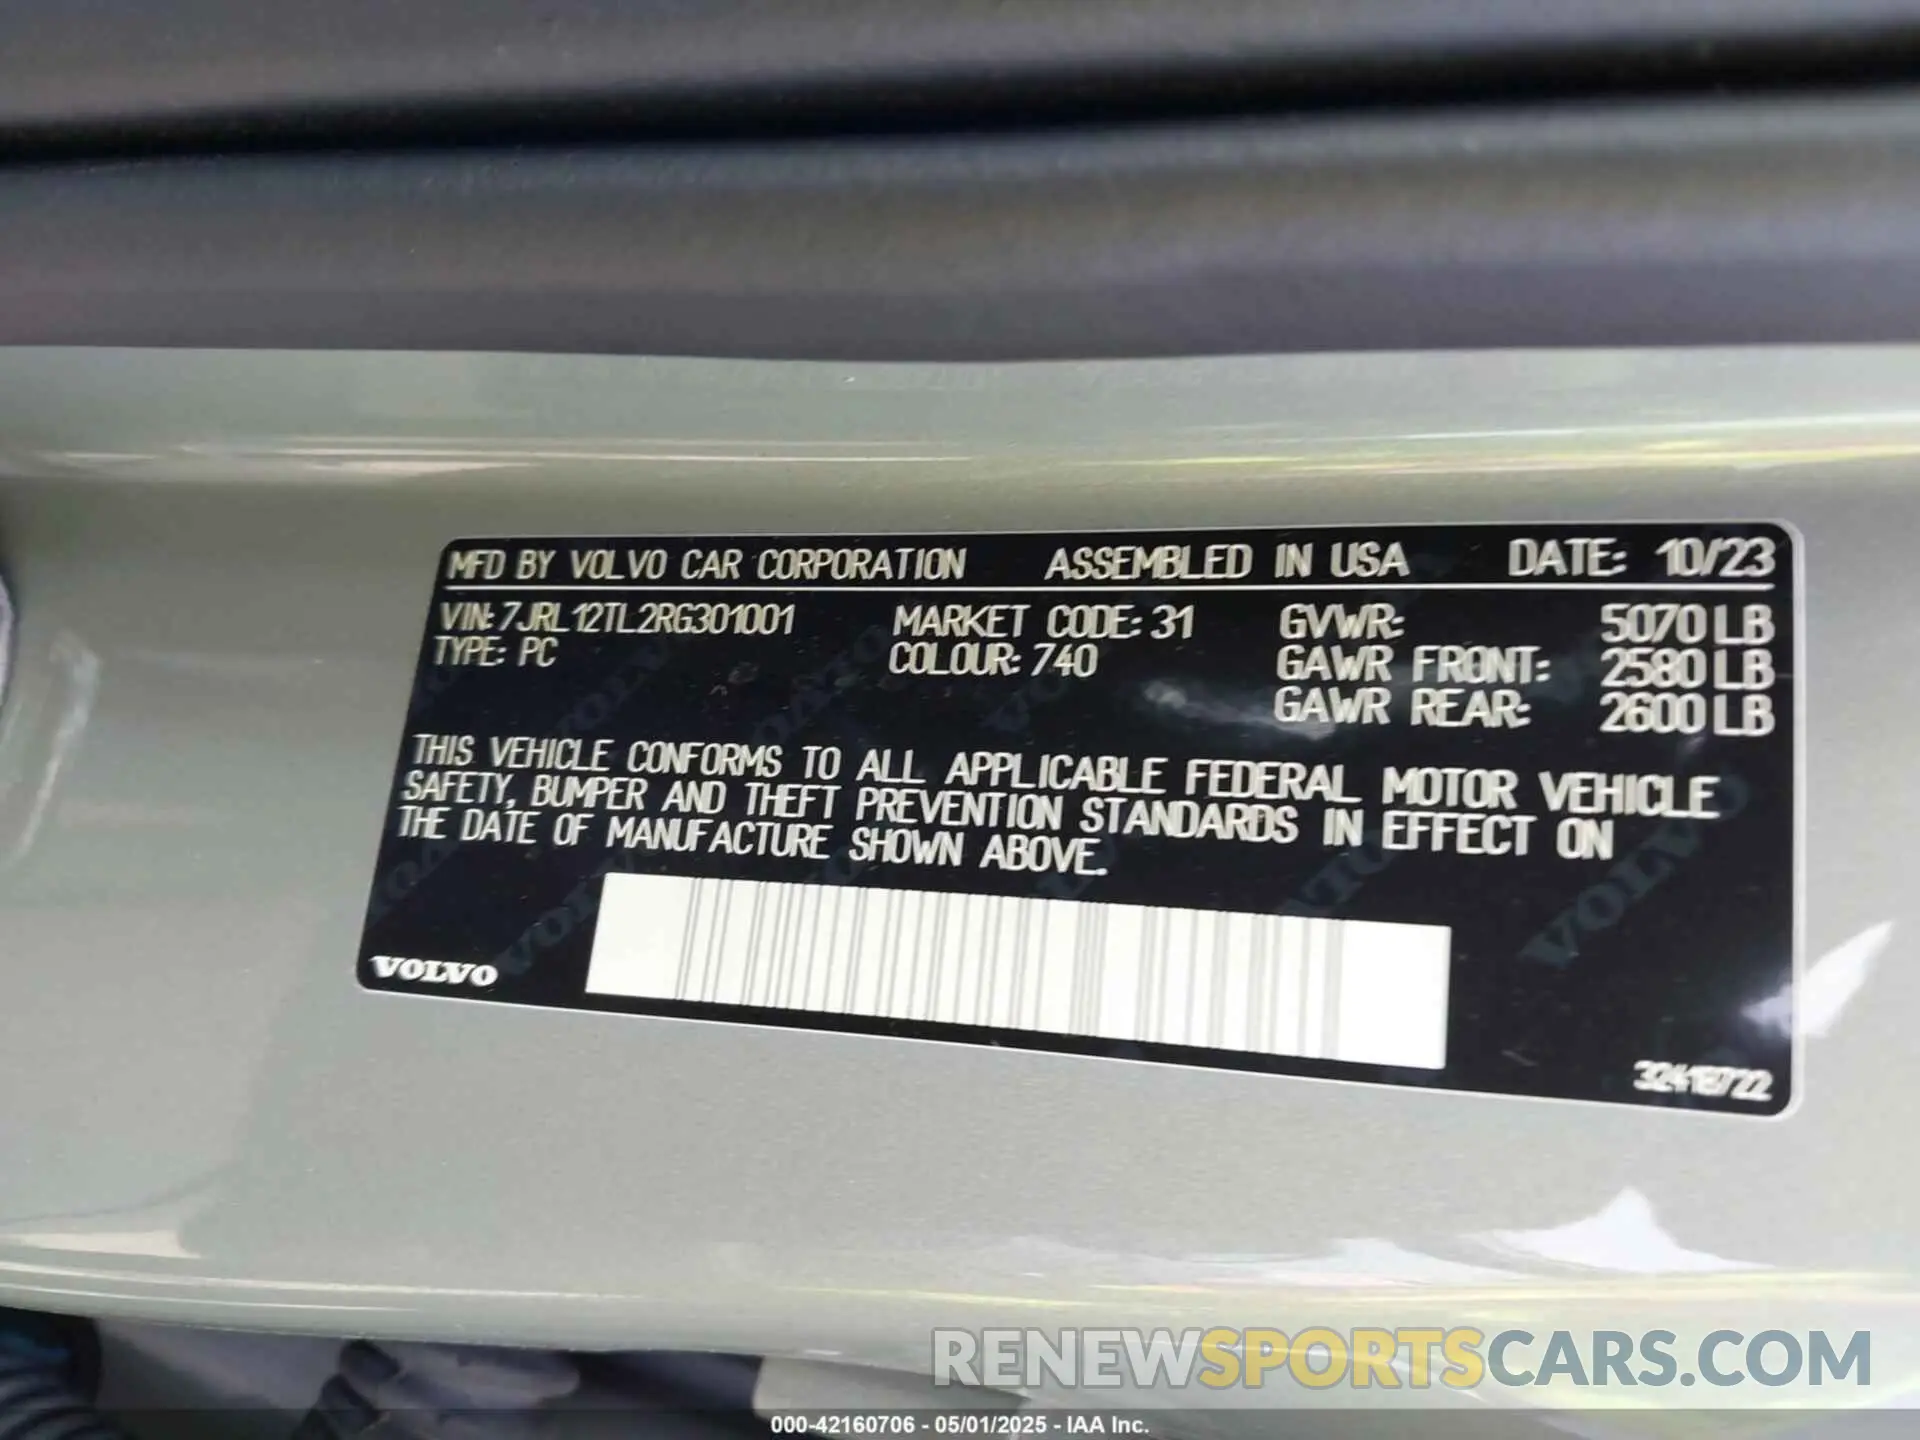 MFD BY VOLVO CAR CORPORATION ASSEMBLED IN USA DATE: 10/23
VIN: 7JRL12TL2RG301001 MARKET CODE: 31 GVWR: 5070 LB
TYPE: PC COLOUR: 740 GAWR FRONT: 2580 LB
GAWR REAR: 2600 LB
THIS VEHICLE CONFORMS TO ALL APPLICABLE FEDERAL MOTOR VEHICLE
SAFETY, BUMPER AND THEFT PREVENTION STANDARDS IN EFFECT ON
THE DATE OF MANUFACTURE SHOWN ABOVE.
VOLVO
RENEWSPORTSCARS.COM
000-42160706 - 05/01/2025 - IAA Inc.